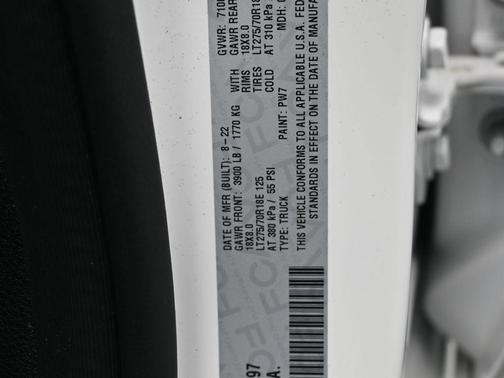 DATE OF MFR (BUILT): 8-22 GVWR: 710
GAWR FRONT: 3900 LB / 1770 KG WITH GAWR REAR
18X8.0 RIMS 18X8.0
LT275/70R18E 125 TIRES LT275/70R18
AT 380 kPa / 55 PSI COLD AT 310 kPa
TYPE: TRUCK PAINT: PW7 MDH:
THIS VEHICLE CONFORMS TO ALL APPLICABLE U.S.A. FED
STANDARDS IN EFFECT ON THE DATE OF MANUFA
97
A.